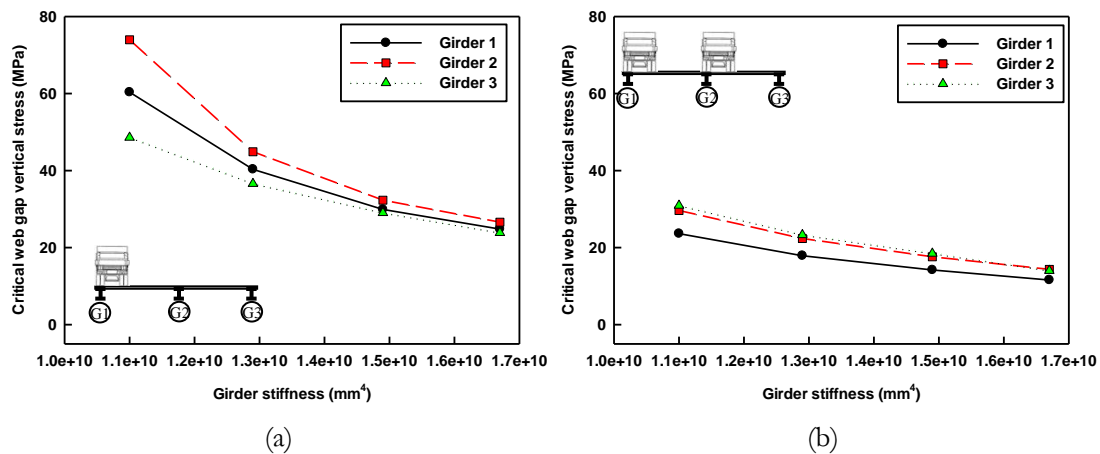 80
60
40
20
0
Critical web gap vertical stress (MPa)
Girder 1
Girder 2
Girder 3
G1 G2 G3
1.0e+10 1.1e+10 1.2e+10 1.3e+10 1.4e+10 1.5e+10 1.6e+10 1.7e+10
Girder stiffness (mm⁴)
(a)
80
60
40
20
0
Critical web gap vertical stress (MPa)
Girder 1
Girder 2
Girder 3
G1 G2 G3
1.0e+10 1.1e+10 1.2e+10 1.3e+10 1.4e+10 1.5e+10 1.6e+10 1.7e+10
Girder stiffness (mm⁴)
(b)